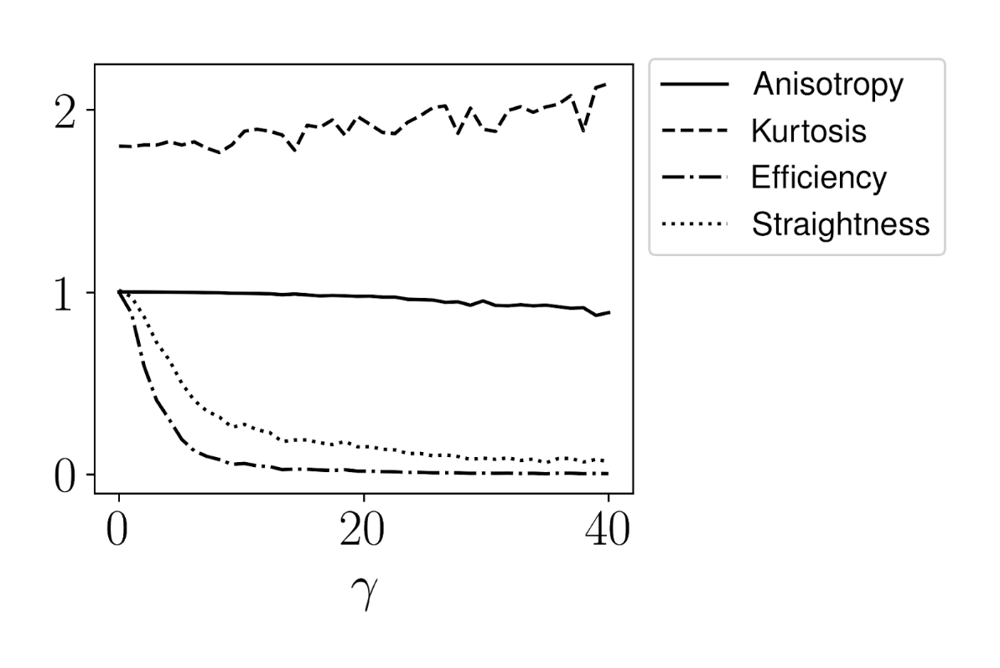 2
1
0
0 20 40
γ
Anisotropy
Kurtosis
Efficiency
Straightness